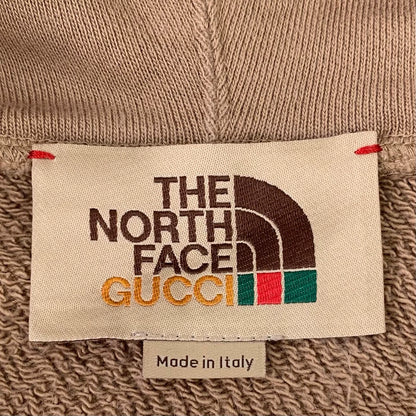 THE
NORTH
FACE
GUCCI
Made in Italy